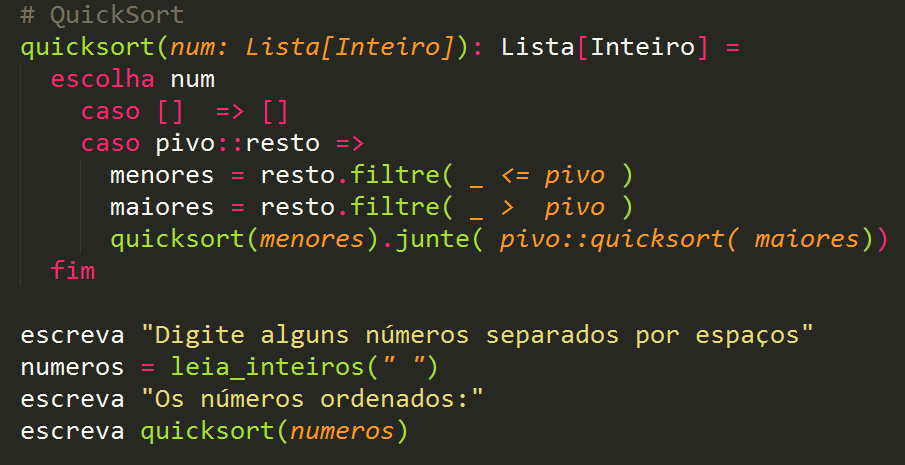 # QuickSort
quicksort(num: Lista[Inteiro]): Lista[Inteiro] =
  escolha num
    caso []  => []
    caso pivo::resto =>
      menores = resto.filtre( _ <= pivo )
      maiores = resto.filtre( _ >  pivo )
      quicksort(menores).junte( pivo::quicksort( maiores))
  fim

escreva "Digite alguns números separados por espaços"
numeros = leia_inteiros(" ")
escreva "Os números ordenados:"
escreva quicksort(numeros)